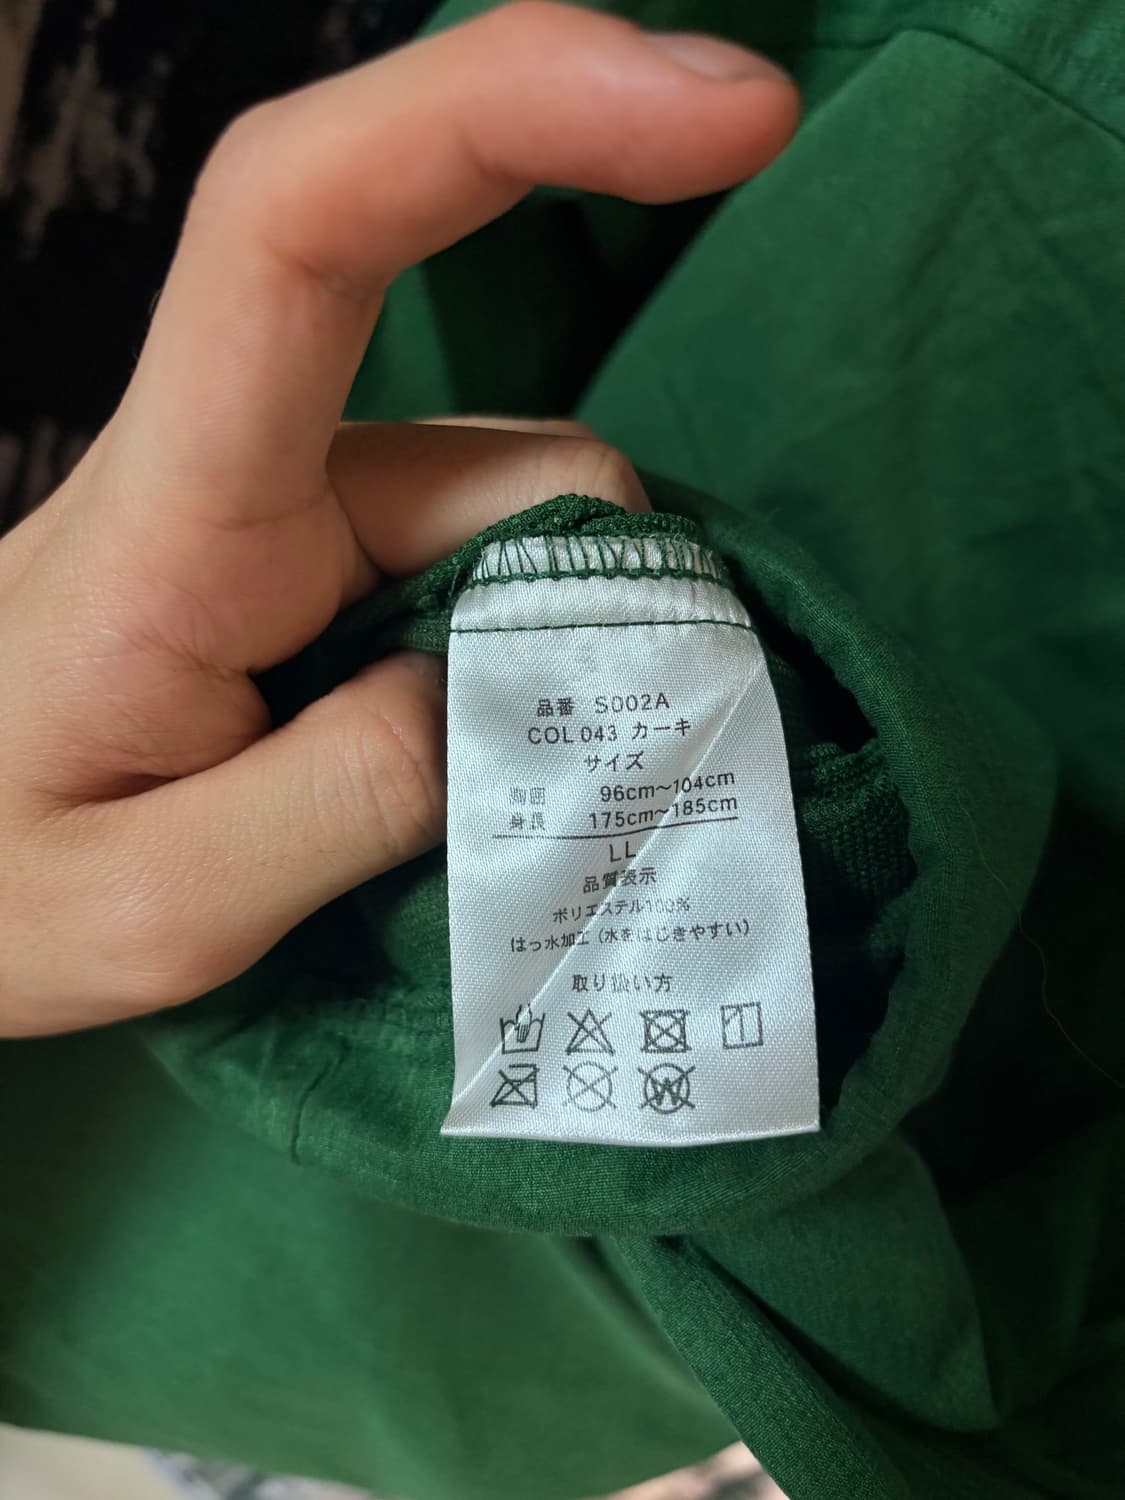 品番 S002A
COL 043 カーキ
サイズ
胸囲 96cm~104cm
身長 175cm~185cm
LL
品質表示
ポリエステル100%
はっ水加工 (水をはじきやすい)
取り扱い方
W